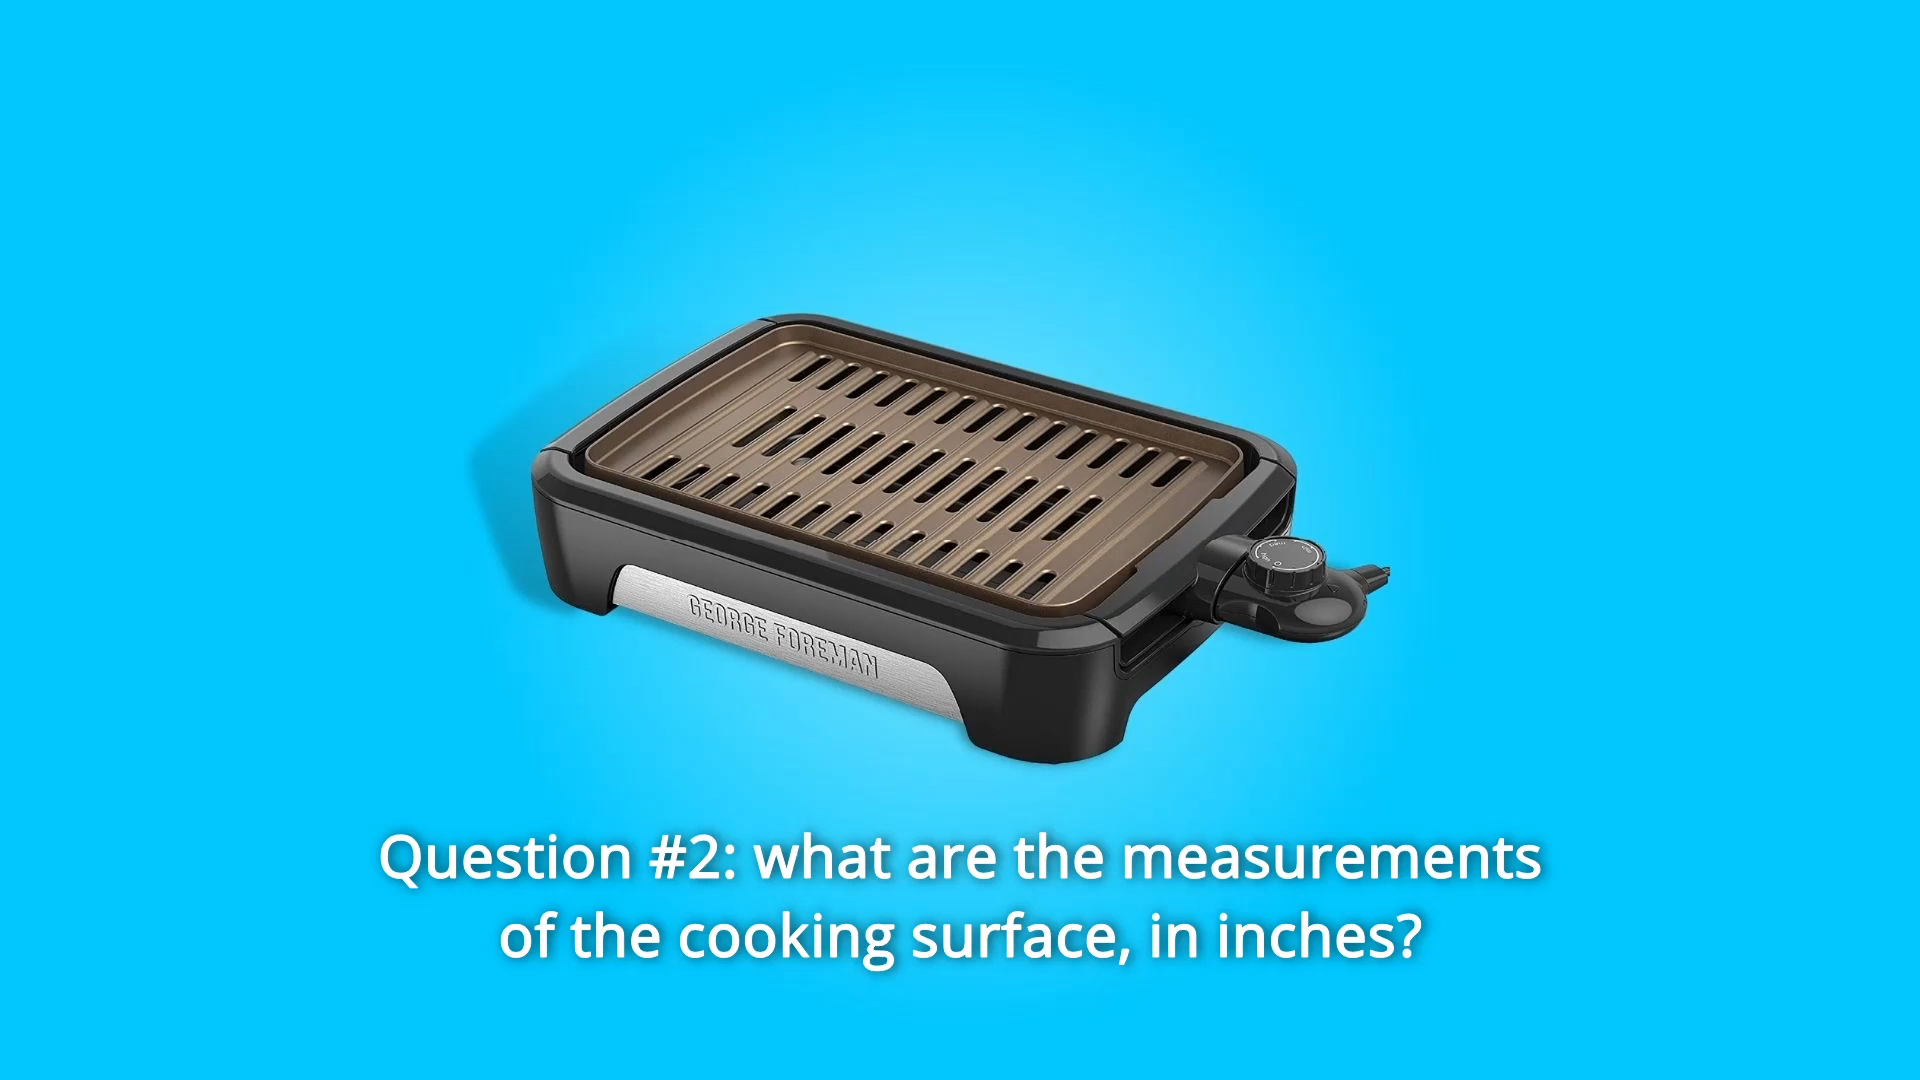 GEORGE FOREMAN
Question #2: what are the measurements
of the cooking surface, in inches?